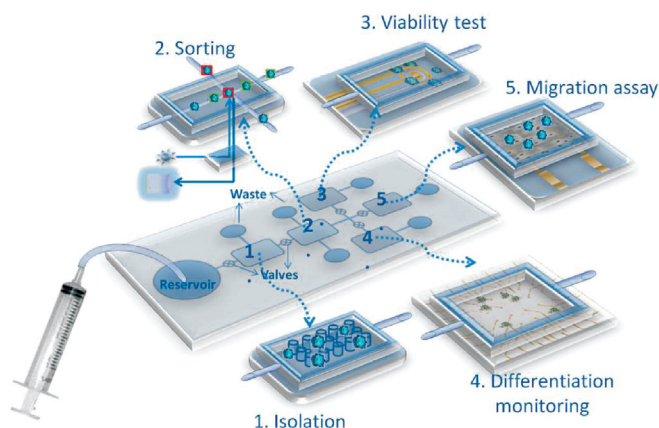 3. Viability test
2. Sorting
5. Migration assay
Waste
3
5
2
1
4
Reservoir
Valves
4. Differentiation
monitoring
1. Isolation